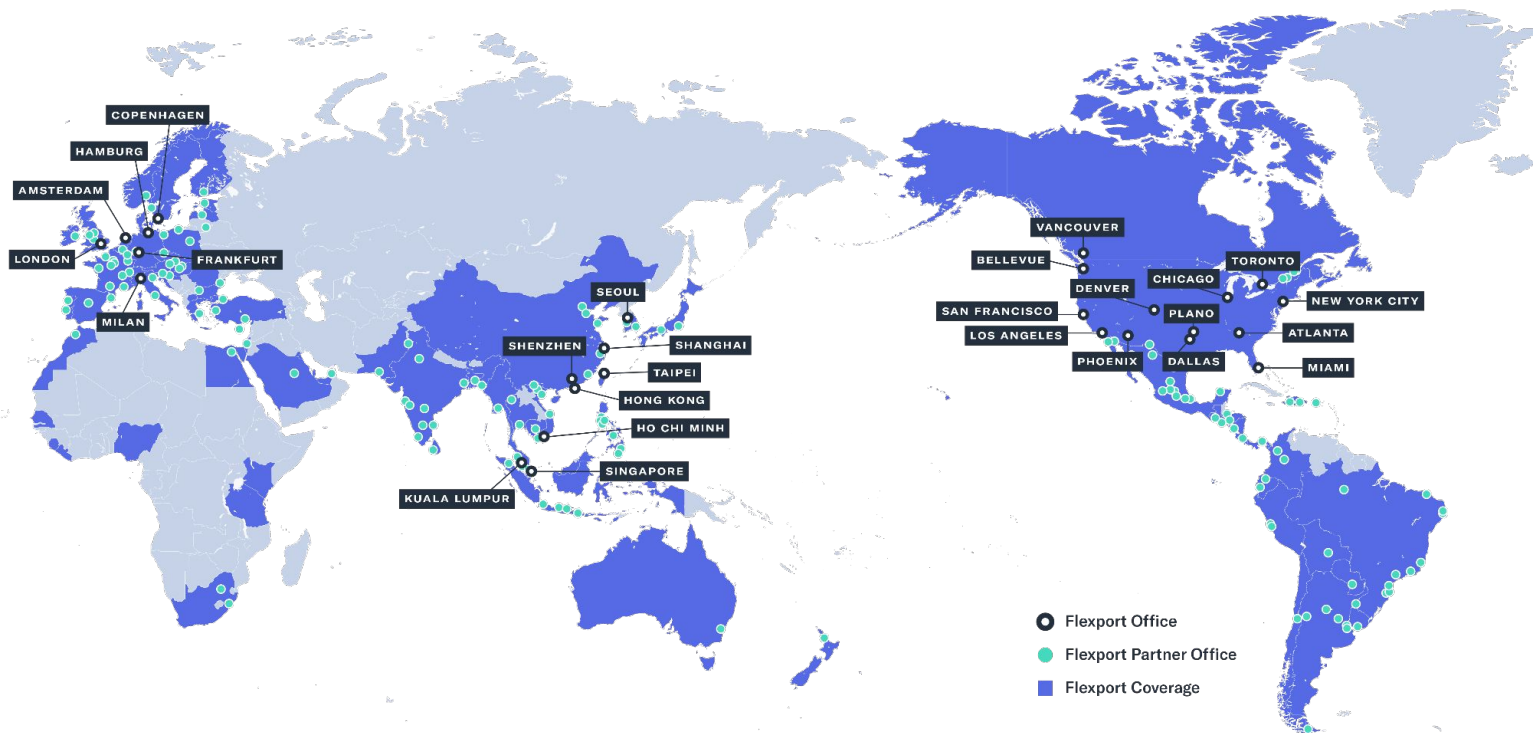 COPENHAGEN
HAMBURG
AMSTERDAM
LONDON
FRANKFURT
MILAN
SEOUL
SHENZHEN
SHANGHAI
TAIPEI
HONG KONG
HO CHI MINH
SINGAPORE
KUALA LUMPUR
VANCOUVER
BELLEVUE
TORONTO
CHICAGO
DENVER
NEW YORK CITY
SAN FRANCISCO
PLANO
LOS ANGELES
ATLANTA
PHOENIX
DALLAS
MIAMI
Flexport Office
Flexport Partner Office
Flexport Coverage